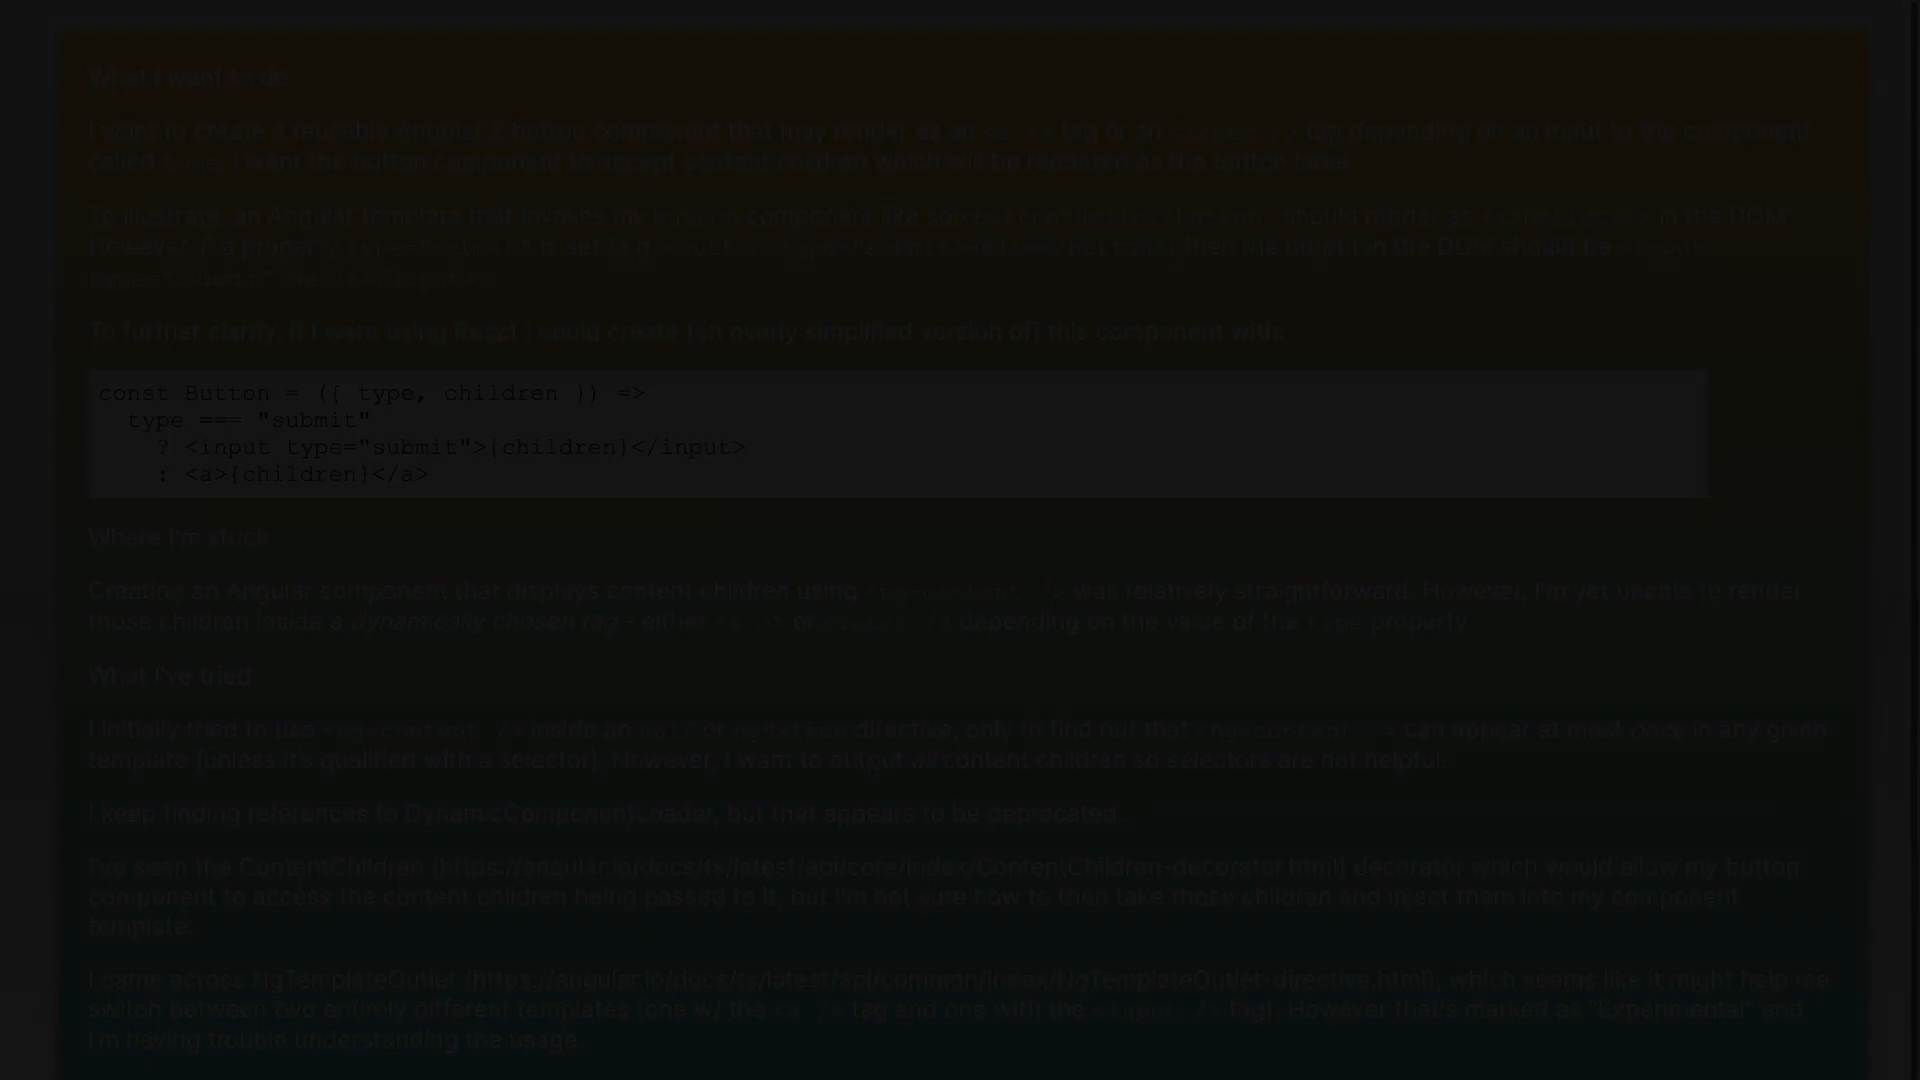 What I want to do
I want to create a reusable Angular 2 button component that may render as an <a /> tag or an <input /> tag depending on an input to the component
called type. I want the button component to accept content children which will be rendered as the button label.
To illustrate, an Angular template that invokes my button component like so should render as in the DOM.
However, if a property type="submit" is set (e.g. then the output in the DOM should be <input
type="submit"
To further clarify, if I were using React I could create [an overly simplified version of] this component with:
const Button = ({ type, children }) =>
type === "submit"
? <input type="submit">{children}</input>
: <a>{children}</a>
Where I'm stuck
Creating an Angular component that displays content children using <ng-content /> was relatively straightforward. However, I'm yet unable to render
those children inside a dynamically chosen tag - either <a /> or <input /> depending on the value of the type property.
What I've tried
I initially tried to use <ng-content /> inside an ngIf or ngSwitch directive, only to find out that <ng-content /> can appear at most once in any given
template (unless it's qualified with a selector). However, I want to output all content children so selectors are not helpful.
I keep finding references to DynamicComponentLoader, but that appears to be deprecated.
I've seen the ContentChildren (https://angular.io/docs/ts/latest/api/core/index/ContentChildren-decorator.html) decorator which would allow my button
component to access the content children being passed to it, but I'm not sure how to then take those children and inject them into my component
template.
I came across NgTemplateOutlet (https://angular.io/docs/ts/latest/api/common/index/NgTemplateOutlet-directive.html), which seems like it might help me
switch between two entirely different templates (one w/ the <a /> tag and one with the <input /> tag). However that's marked as "Experimental" and
I'm having trouble understanding the usage.